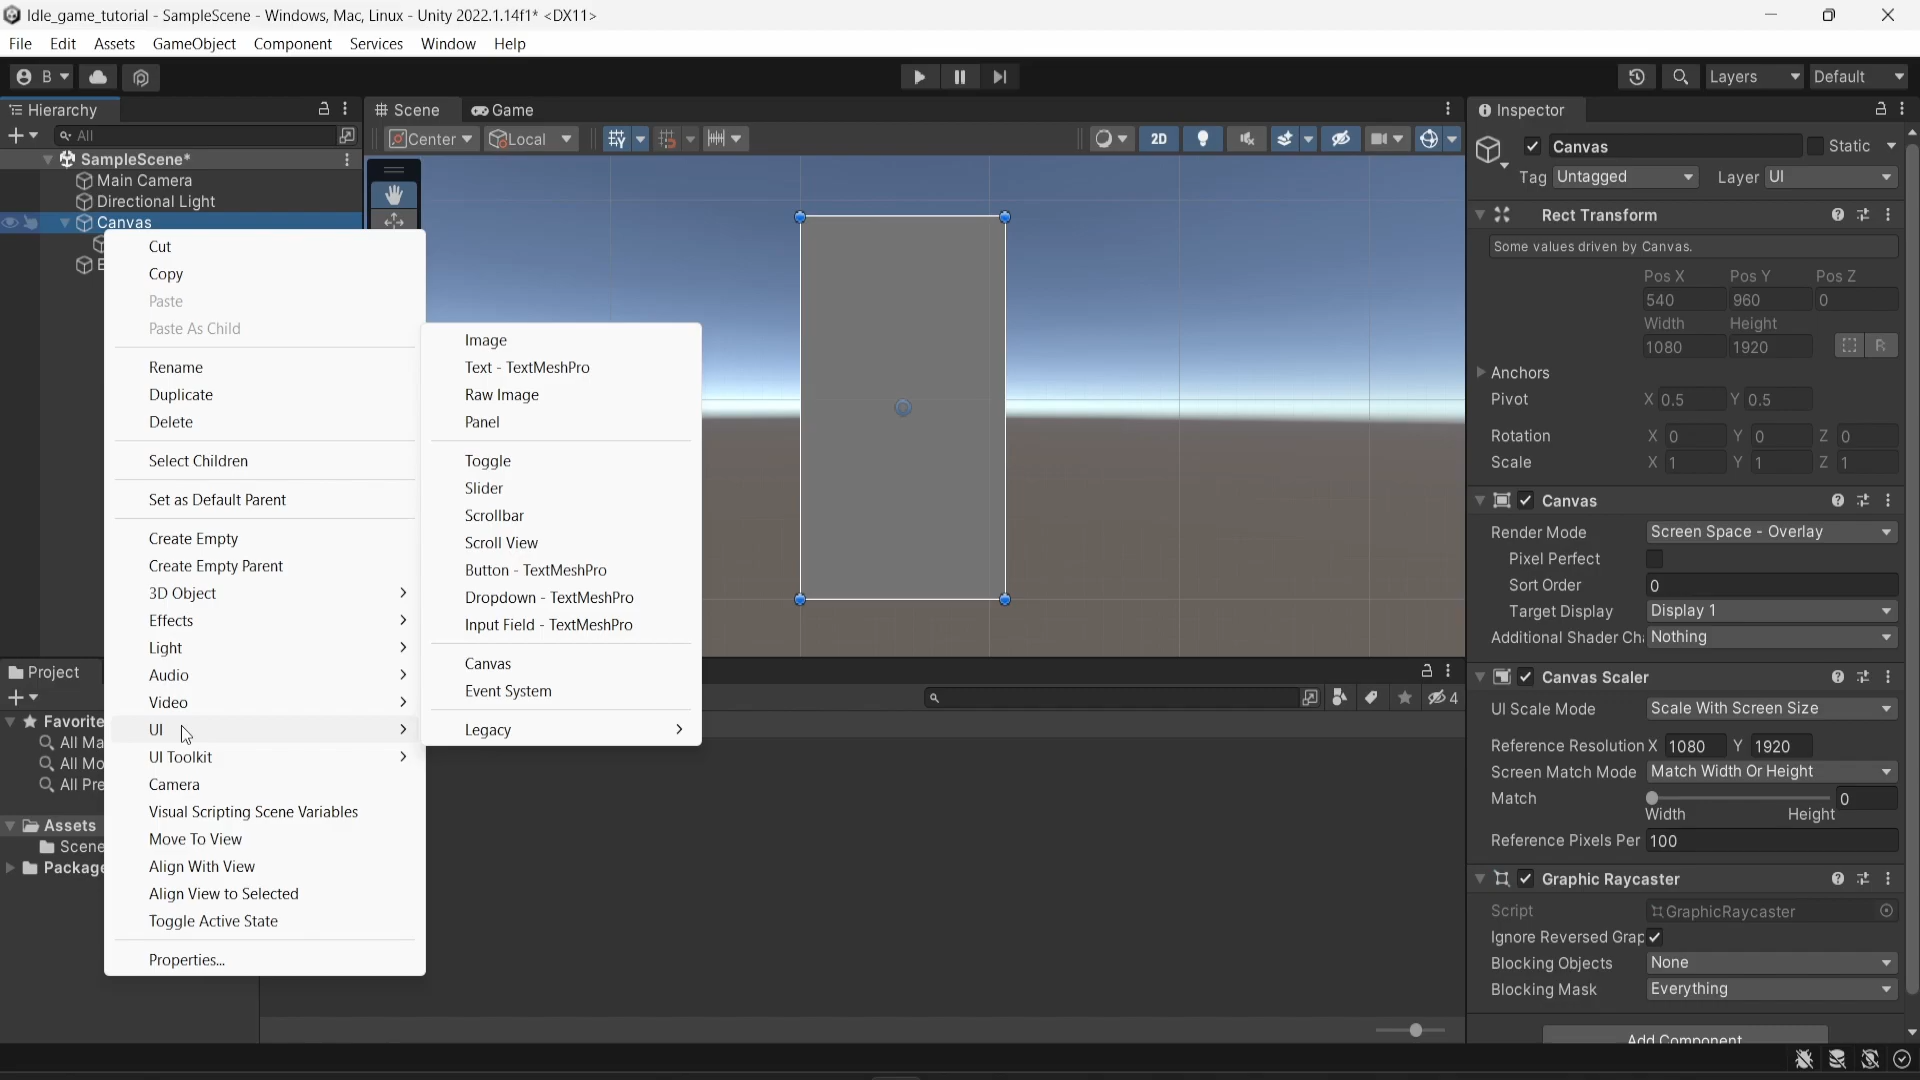 Idle_game_tutorial - SampleScene - Windows, Mac, Linux - Unity 2022.1.14f1* <DX11>
File Edit Assets GameObject Component Services Window Help
B Layers Default
Hierarchy Scene Game Inspector
All Center Local 2D
SampleScene* Canvas Static
Main Camera Tag Untagged Layer UI
Directional Light
Canvas Rect Transform
Cut Some values driven by Canvas.
Copy Pos X Pos Y Pos Z
Paste 540 960 0
Paste As Child Width Height
Image 1080 1920 R
Rename Text - TextMeshPro Anchors
Duplicate Raw Image Pivot X 0.5 Y 0.5
Delete Panel
Rotation X 0 Y 0 Z 0
Select Children Toggle Scale X 1 Y 1 Z 1
Slider
Set as Default Parent Canvas
Scrollbar
Create Empty Scroll View Render Mode Screen Space - Overlay
Create Empty Parent Button - TextMeshPro Pixel Perfect
3D Object Dropdown - TextMeshPro Sort Order 0
Effects Input Field - TextMeshPro Target Display Display 1
Light Additional Shader Ch Nothing
Project Audio Canvas Canvas Scaler
Video Event System 4 UI Scale Mode Scale With Screen Size
Favorite UI Legacy
All Ma Reference Resolution X 1080 Y 1920
All Mo UI Toolkit Screen Match Mode Match Width Or Height
All Pre Camera Match 0
Visual Scripting Scene Variables Width Height
Assets Move To View Reference Pixels Per 100
Scene
Package Align With View Graphic Raycaster
Align View to Selected Script GraphicRaycaster
Toggle Active State Ignore Reversed Grap
Properties... Blocking Objects None
Blocking Mask Everything
Add Component